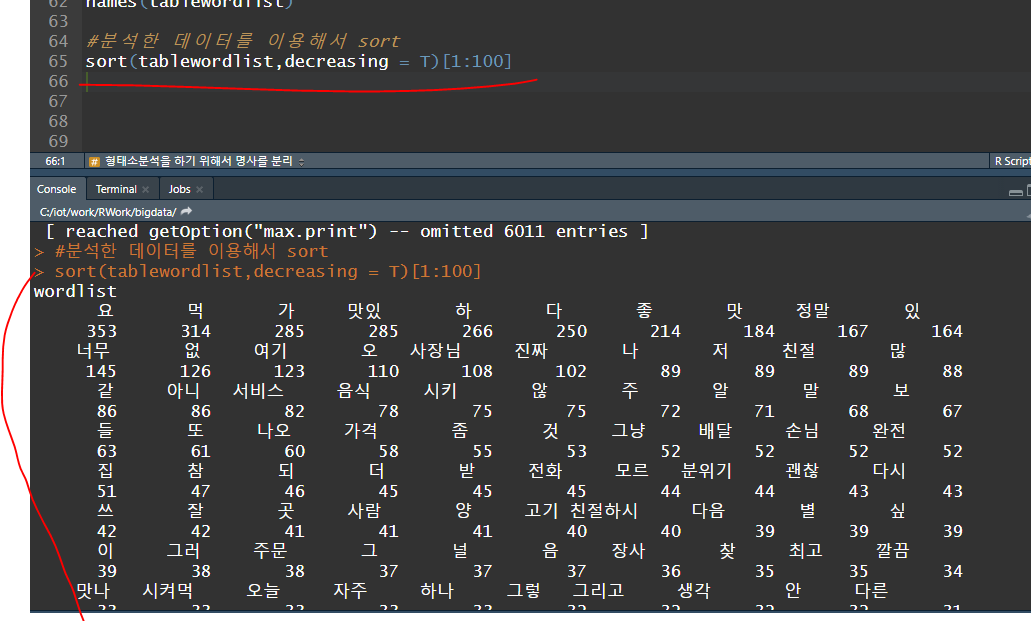 62 names(tablewordlist)
63
64 #분석한 데이터를 이용해서 sort
65 sort(tablewordlist,decreasing = T)[1:100]
66
67
68
69
66:1 # 형태소분석을 하기 위해서 명사를 분리 R Script
Console Terminal × Jobs ×
C:/iot/work/RWork/bigdata/
[ reached getOption("max.print") -- omitted 6011 entries ]
> #분석한 데이터를 이용해서 sort
> sort(tablewordlist,decreasing = T)[1:100]
wordlist
요 먹 가 맛있 하 다 좋 맛 정말 있
353 314 285 285 266 250 214 184 167 164
너무 없 여기 오 사장님 진짜 나 저 친절 많
145 126 123 110 108 102 89 89 89 88
같 아니 서비스 음식 시키 않 주 알 말 보
86 86 82 78 75 75 72 71 68 67
들 또 나오 가격 좀 것 그냥 배달 손님 완전
63 61 60 58 55 53 52 52 52 52
집 참 되 더 받 전화 모르 분위기 괜찮 다시
51 47 46 45 45 45 44 44 43 43
쓰 잘 곳 사람 양 고기 친절하시 다음 별 싶
42 42 41 41 41 40 40 39 39 39
이 그러 주문 그 널 음 장사 찾 최고 깔끔
39 38 38 37 37 37 36 35 35 34
맛나 시켜먹 오늘 자주 하나 그렇 그리고 생각 안 다른
33 33 33 33 33 32 32 32 32 31